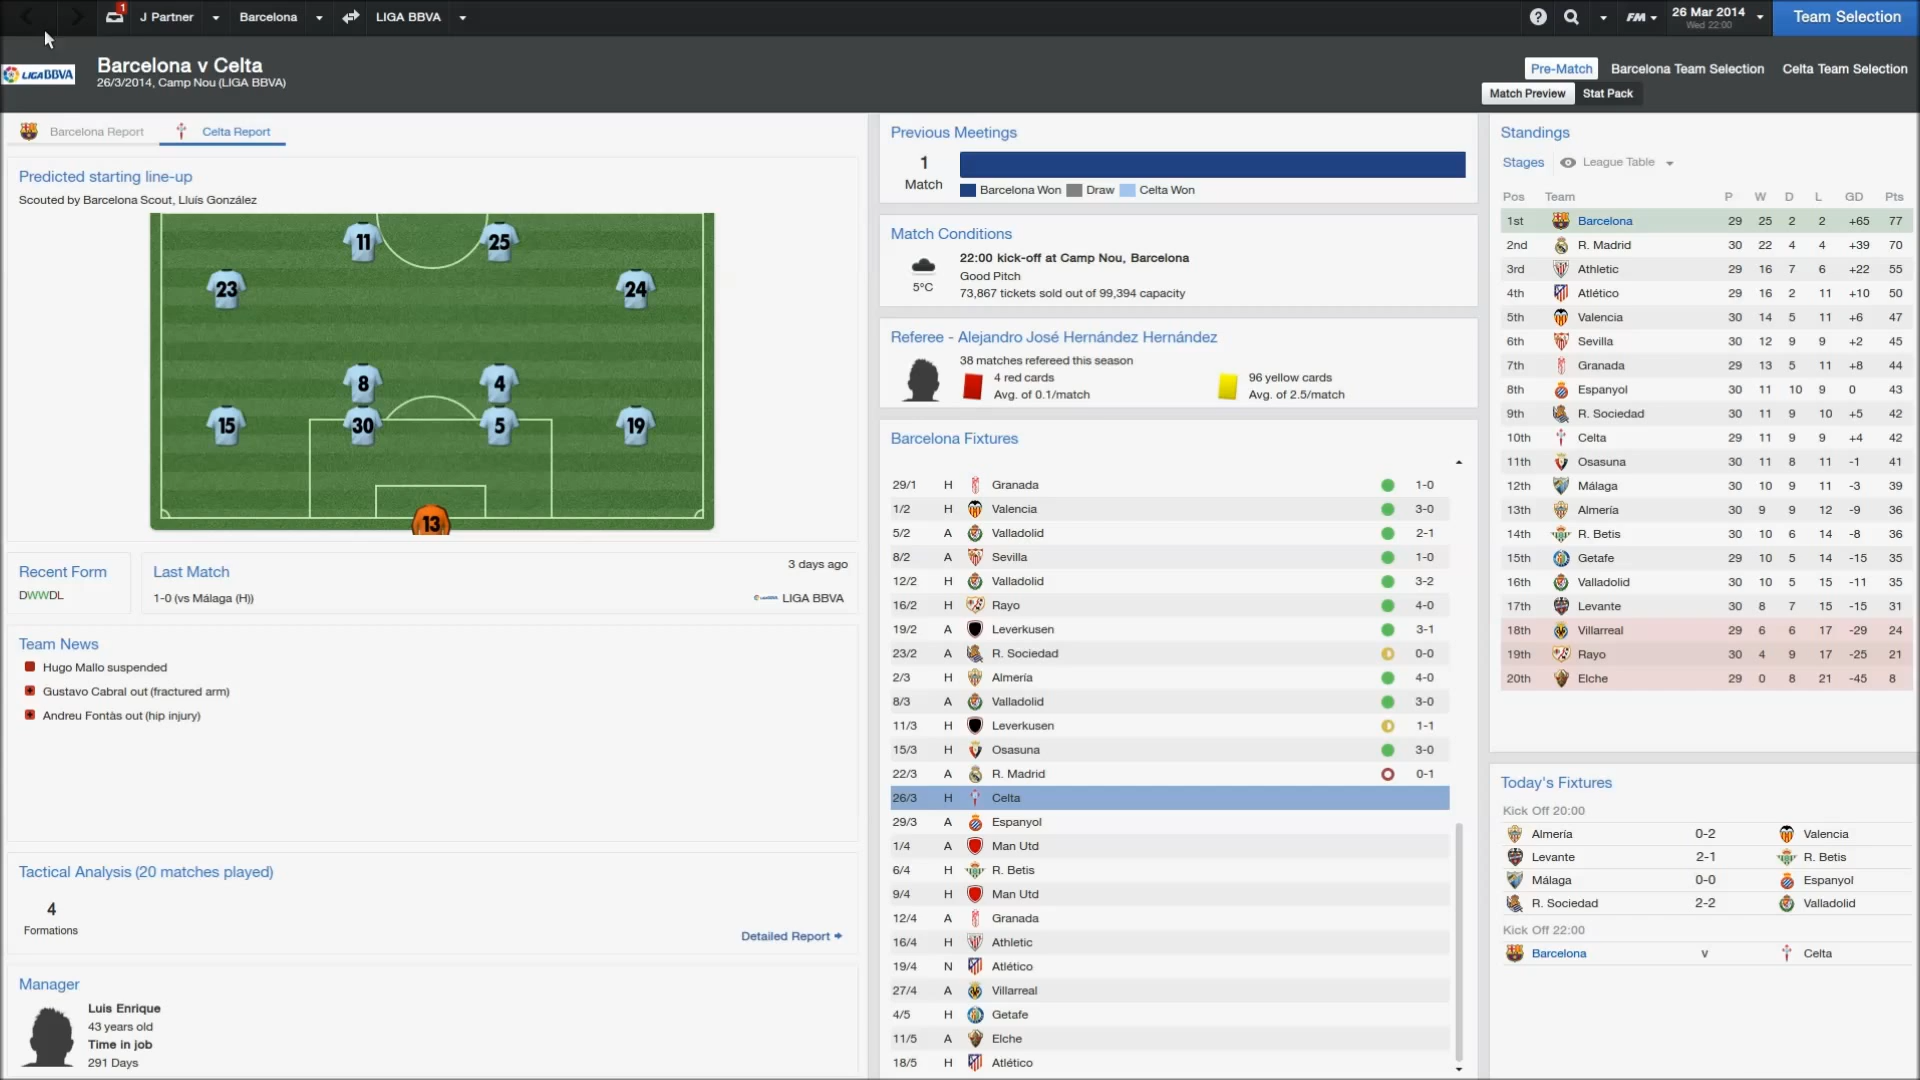 1
J Partner
Barcelona
LIGA BBVA
?
FM
26 Mar 2014
Wed 22:00
Team Selection
LIGA BBVA
Barcelona v Celta
26/3/2014, Camp Nou (LIGA BBVA)
Pre-Match
Barcelona Team Selection
Celta Team Selection
Match Preview
Stat Pack
Barcelona Report
Celta Report
Predicted starting line-up
Scouted by Barcelona Scout, Lluís González
11 25
23 24
8 4
15 30 5 19
13
Recent Form
DWWDL
Last Match
3 days ago
1-0 (vs Málaga (H))
LIGA BBVA
Team News
Hugo Mallo suspended
Gustavo Cabral out (fractured arm)
Andreu Fontàs out (hip injury)
Tactical Analysis (20 matches played)
4
Formations
Detailed Report
Manager
Luis Enrique
43 years old
Time in job
291 Days
Previous Meetings
1
Match
Barcelona Won Draw Celta Won
Match Conditions
5°C
22:00 kick-off at Camp Nou, Barcelona
Good Pitch
73,867 tickets sold out of 99,394 capacity
Referee - Alejandro José Hernández Hernández
38 matches refereed this season
4 red cards
Avg. of 0.1/match
96 yellow cards
Avg. of 2.5/match
Barcelona Fixtures
29/1 H Granada 1-0
1/2 H Valencia 3-0
5/2 A Valladolid 2-1
8/2 A Sevilla 1-0
12/2 H Valladolid 3-2
16/2 H Rayo 4-0
19/2 A Leverkusen 3-1
23/2 A R. Sociedad 0-0
2/3 H Almería 4-0
8/3 A Valladolid 3-0
11/3 H Leverkusen 1-1
15/3 H Osasuna 3-0
22/3 A R. Madrid 0-1
26/3 H Celta
29/3 A Espanyol
1/4 A Man Utd
6/4 H R. Betis
9/4 H Man Utd
12/4 A Granada
16/4 H Athletic
19/4 N Atlético
27/4 A Villarreal
4/5 H Getafe
11/5 A Elche
18/5 H Atlético
Standings
Stages
League Table
Pos Team P W D L GD Pts
1st Barcelona 29 25 2 2 +65 77
2nd R. Madrid 30 22 4 4 +39 70
3rd Athletic 29 16 7 6 +22 55
4th Atlético 29 16 2 11 +10 50
5th Valencia 30 14 5 11 +6 47
6th Sevilla 30 12 9 9 +2 45
7th Granada 29 13 5 11 +8 44
8th Espanyol 30 11 10 9 0 43
9th R. Sociedad 30 11 9 10 +5 42
10th Celta 29 11 9 9 +4 42
11th Osasuna 30 11 8 11 -1 41
12th Málaga 30 10 9 11 -3 39
13th Almería 30 9 9 12 -9 36
14th R. Betis 30 10 6 14 -8 36
15th Getafe 29 10 5 14 -15 35
16th Valladolid 30 10 5 15 -11 35
17th Levante 30 8 7 15 -15 31
18th Villarreal 29 6 6 17 -29 24
19th Rayo 30 4 9 17 -25 21
20th Elche 29 0 8 21 -45 8
Today's Fixtures
Kick Off 20:00
Almería 0-2 Valencia
Levante 2-1 R. Betis
Málaga 0-0 Espanyol
R. Sociedad 2-2 Valladolid
Kick Off 22:00
Barcelona v Celta